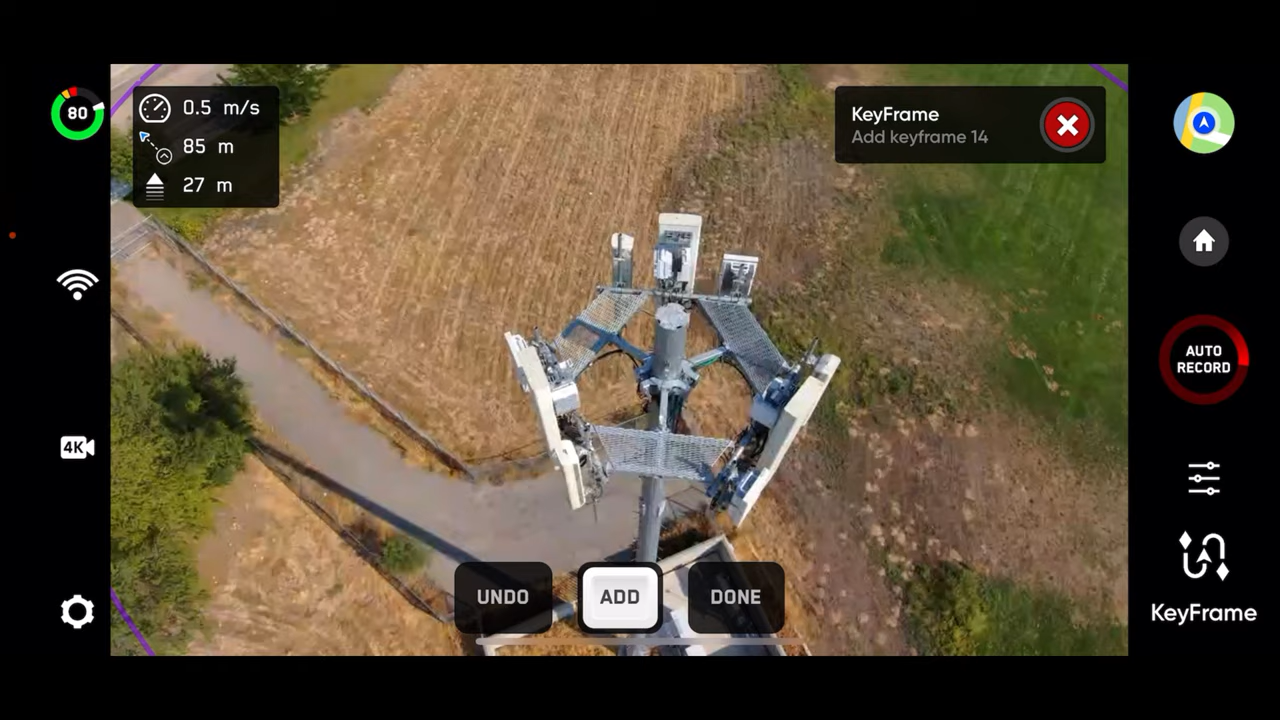 80
0.5 m/s
85 m
27 m
KeyFrame
Add keyframe 14
AUTO
RECORD
4K
UNDO
ADD
DONE
KeyFrame